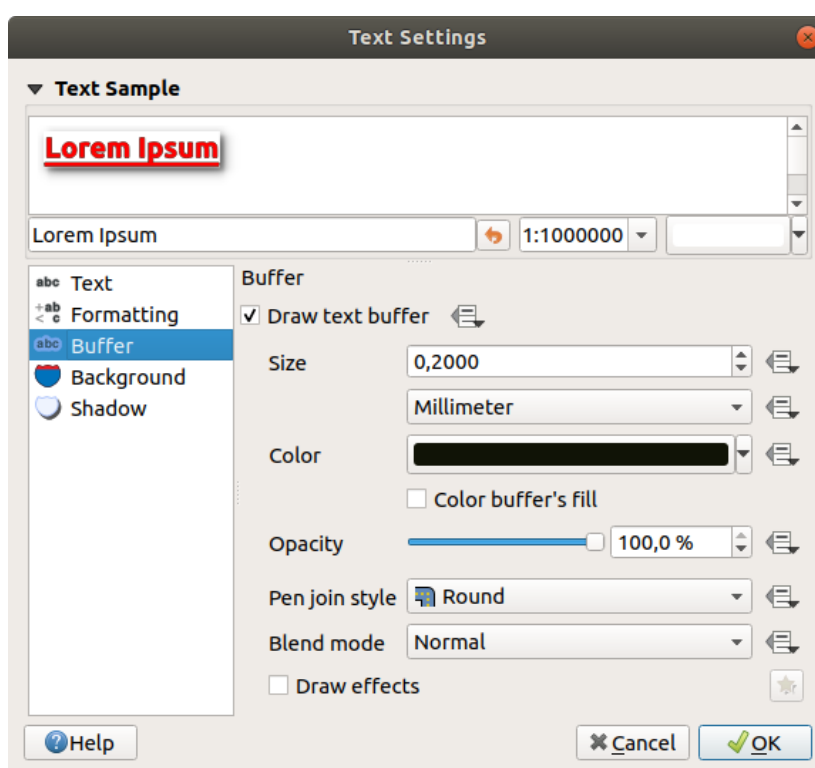 Text Settings
Text Sample
Lorem Ipsum
Lorem Ipsum 1:1000000
abc Text
+ab < c Formatting
abc Buffer
Background
Shadow
Buffer
Draw text buffer
Size 0,2000
Millimeter
Color
Color buffer's fill
Opacity 100,0 %
Pen join style Round
Blend mode Normal
Draw effects
Help Cancel OK